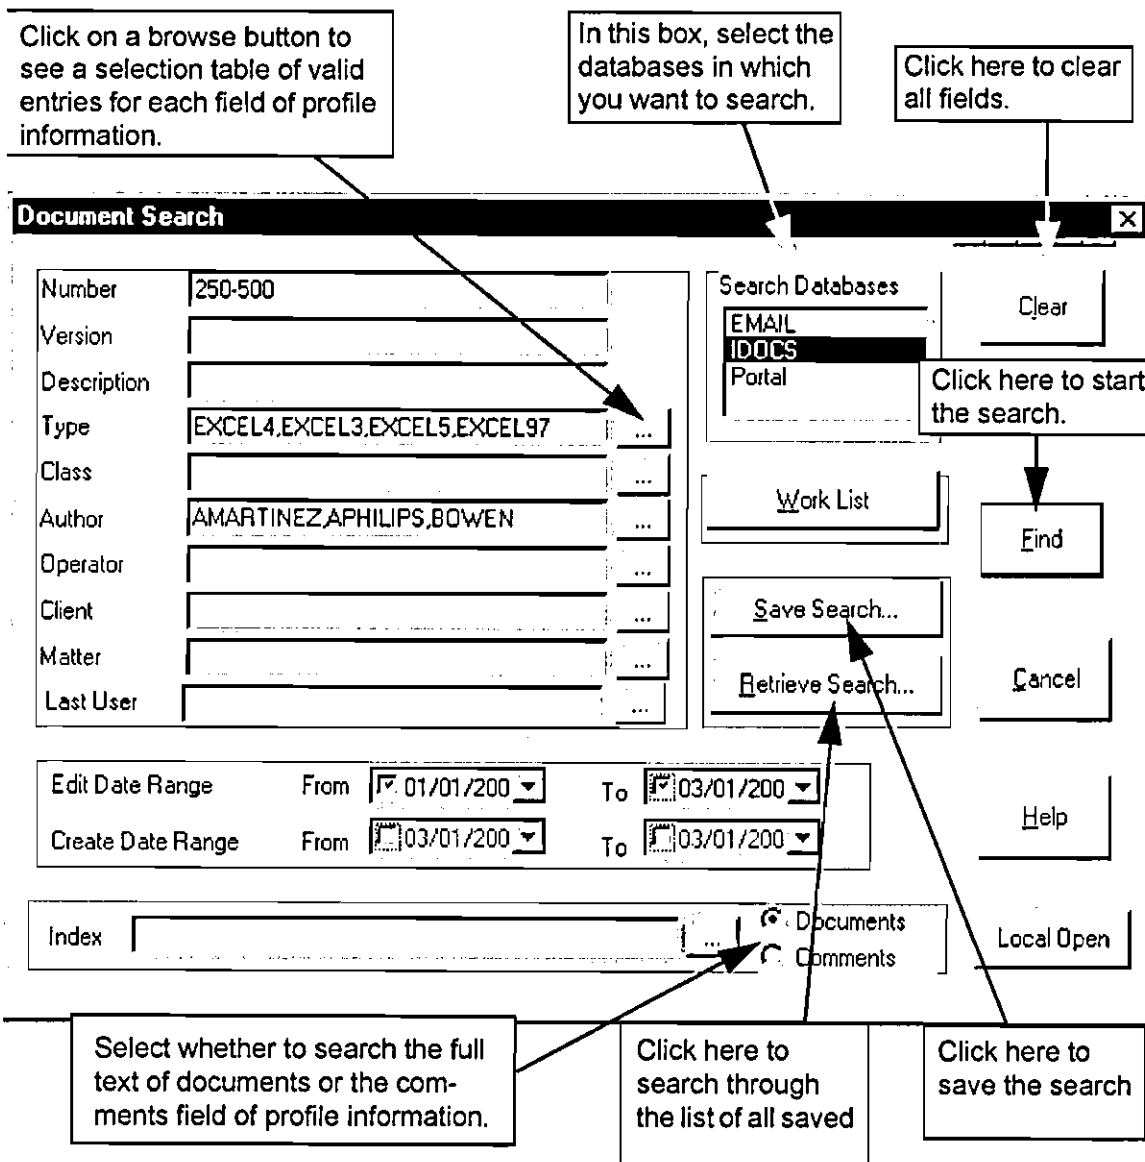 Click on a browse button to
see a selection table of valid
entries for each field of profile
information.
In this box, select the
databases in which
you want to search.
Click here to clear
all fields.
Document Search
Number 250-500
Version
Description
Type EXCEL4,EXCEL3,EXCEL5,EXCEL97 ...
Class ...
Author AMARTINEZ,APHILIPS,BOWEN ...
Operator ...
Client ...
Matter ...
Last User ...
Search Databases
EMAIL
IDOCS
Portal
Clear
Click here to start
the search.
Work List
Find
Save Search...
Retrieve Search...
Cancel
Edit Date Range From 01/01/200 To 03/01/200
Create Date Range From 03/01/200 To 03/01/200
Help
Index ... Documents
Comments
Local Open
Select whether to search the full
text of documents or the com-
ments field of profile information.
Click here to
search through
the list of all saved
Click here to
save the search